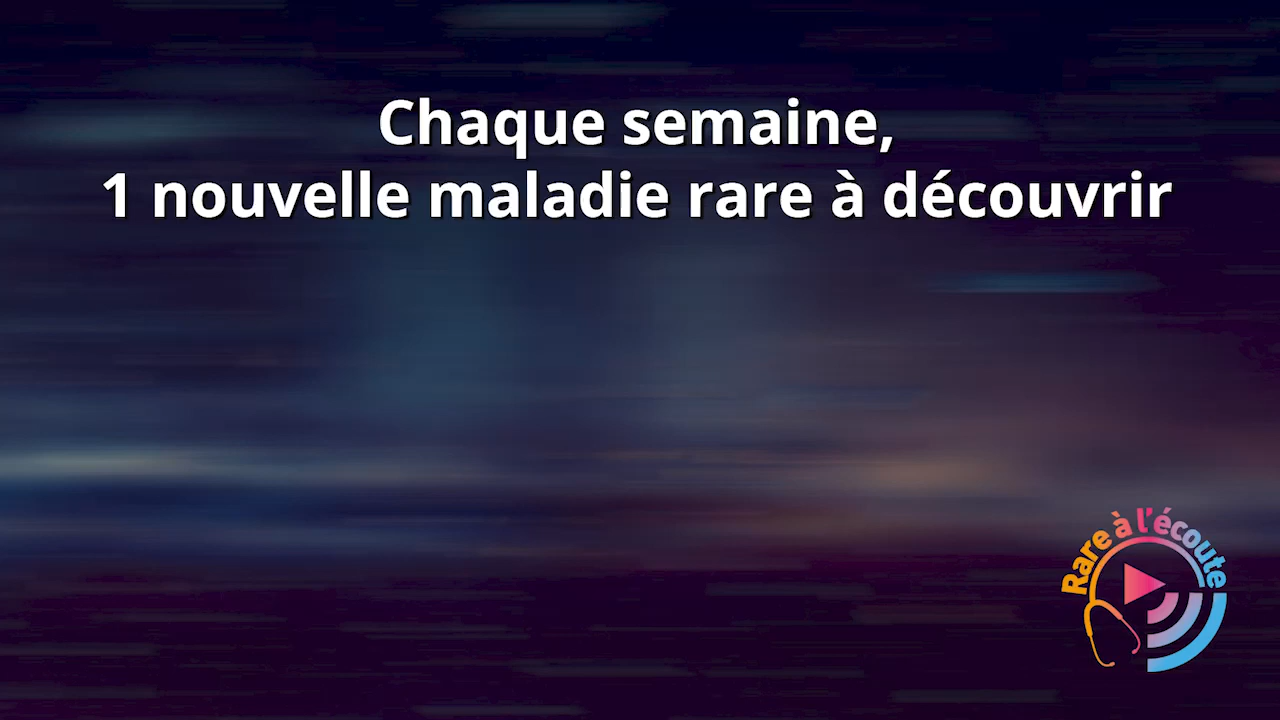 Chaque semaine,
1 nouvelle maladie rare à découvrir
Rare à l'écoute